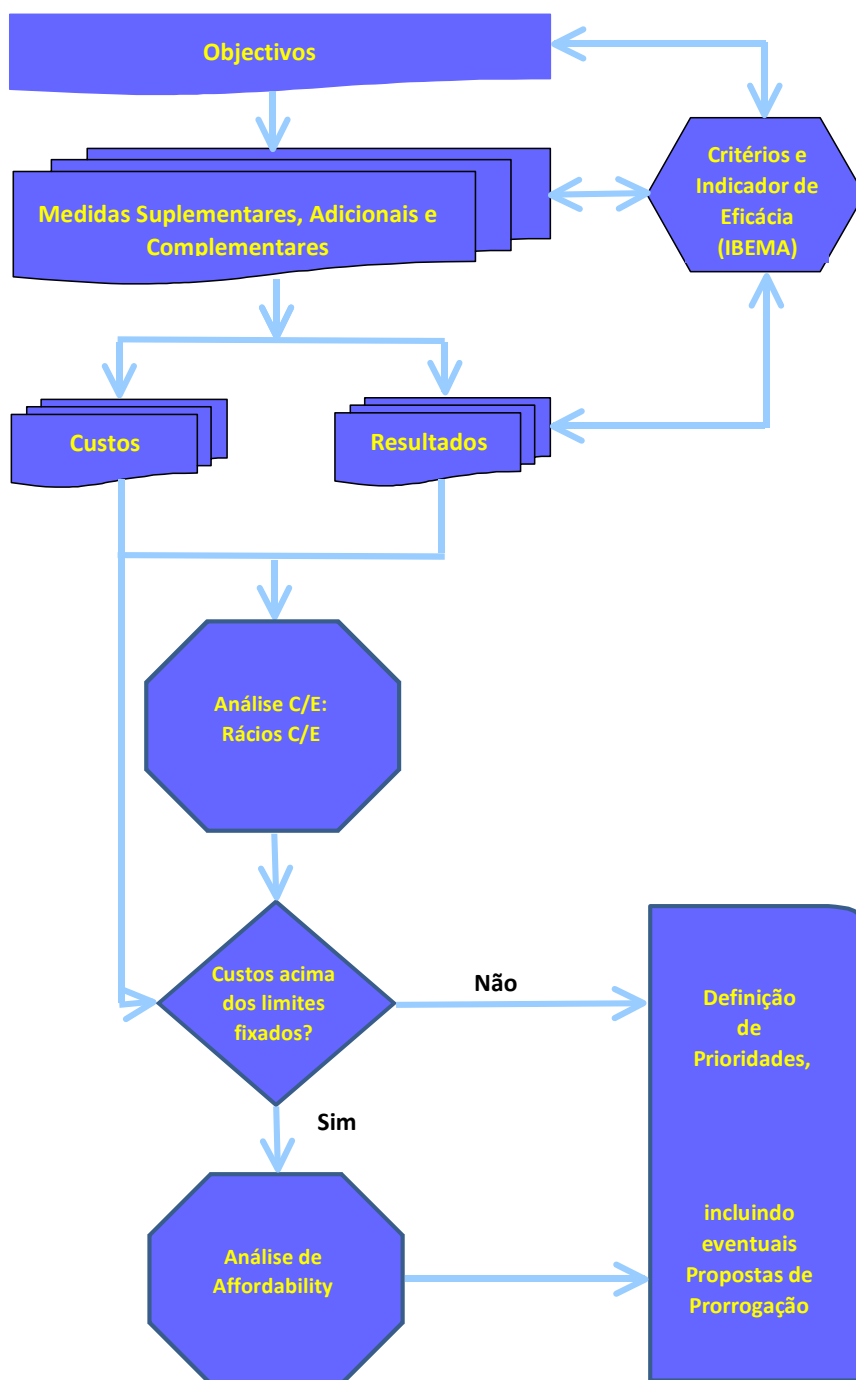 Objectivos
Critérios e
Indicador de
Eficácia
(IBEMA)
Medidas Suplementares, Adicionais e
Complementares
Custos
Resultados
Análise C/E:
Rácios C/E
Custos acima
dos limites
fixados?
Não
Sim
Definição
de
Prioridades,
incluindo
eventuais
Propostas de
Prorrogação
Análise de
Affordability